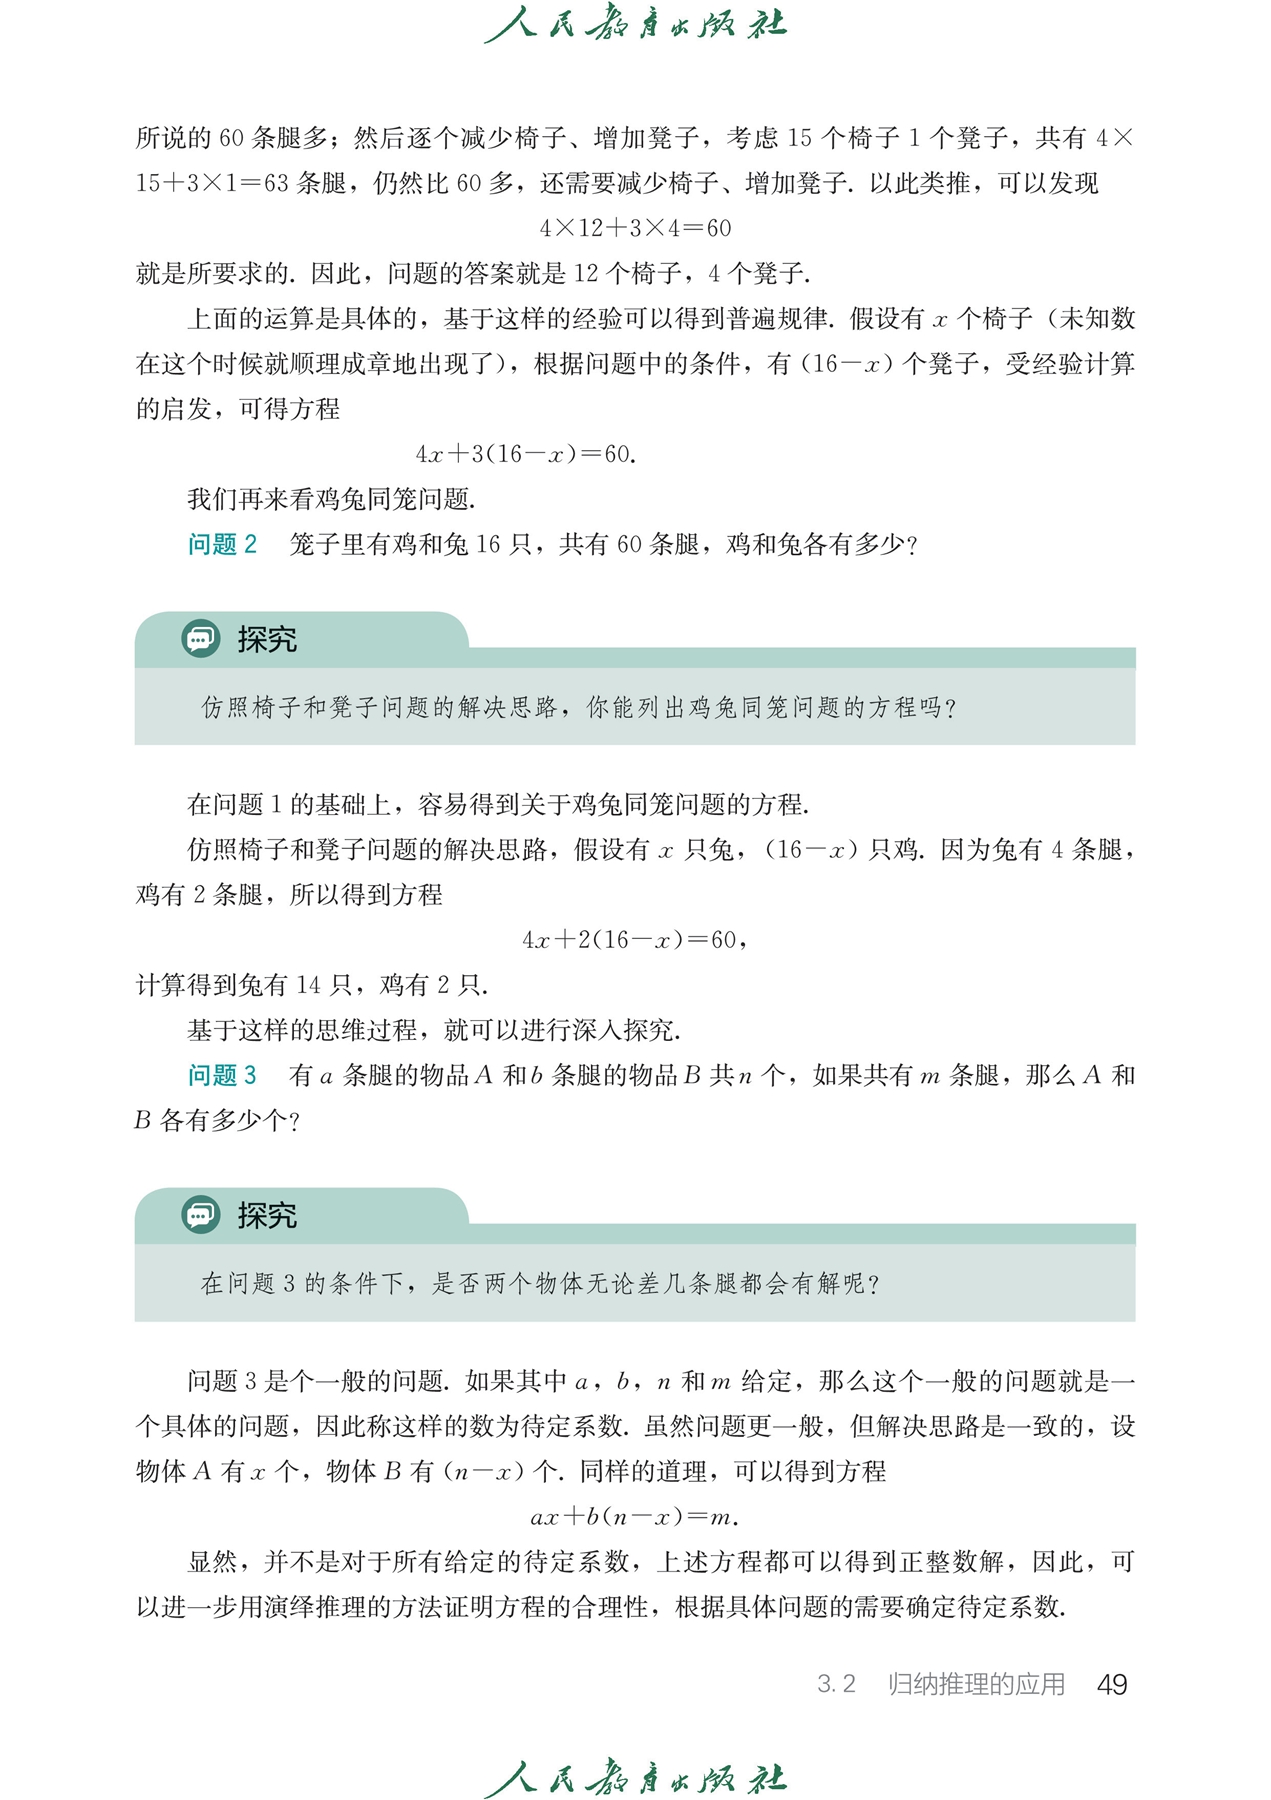 人民教育出版社
所说的 60 条腿多；然后逐个减少椅子、增加凳子，考虑 15 个椅子 1 个凳子，共有 4×
15＋3×1＝63 条腿，仍然比 60 多，还需要减少椅子、增加凳子. 以此类推，可以发现
4×12＋3×4＝60
就是所要求的. 因此，问题的答案就是 12 个椅子，4 个凳子.
上面的运算是具体的，基于这样的经验可以得到普遍规律. 假设有 x 个椅子（未知数
在这个时候就顺理成章地出现了），根据问题中的条件，有（16－x）个凳子，受经验计算
的启发，可得方程
4x＋3(16－x)＝60.
我们再来看鸡兔同笼问题.
问题 2 笼子里有鸡和兔 16 只，共有 60 条腿，鸡和兔各有多少？
探究
仿照椅子和凳子问题的解决思路，你能列出鸡兔同笼问题的方程吗？
在问题 1 的基础上，容易得到关于鸡兔同笼问题的方程.
仿照椅子和凳子问题的解决思路，假设有 x 只兔，（16－x）只鸡. 因为兔有 4 条腿，
鸡有 2 条腿，所以得到方程
4x＋2(16－x)＝60，
计算得到兔有 14 只，鸡有 2 只.
基于这样的思维过程，就可以进行深入探究.
问题 3 有 a 条腿的物品 A 和 b 条腿的物品 B 共 n 个，如果共有 m 条腿，那么 A 和
B 各有多少个？
探究
在问题 3 的条件下，是否两个物体无论差几条腿都会有解呢？
问题 3 是个一般的问题. 如果其中 a，b，n 和 m 给定，那么这个一般的问题就是一
个具体的问题，因此称这样的数为待定系数. 虽然问题更一般，但解决思路是一致的，设
物体 A 有 x 个，物体 B 有（n－x）个. 同样的道理，可以得到方程
ax＋b(n－x)＝m.
显然，并不是对于所有给定的待定系数，上述方程都可以得到正整数解，因此，可
以进一步用演绎推理的方法证明方程的合理性，根据具体问题的需要确定待定系数.
3.2 归纳推理的应用 49
人民教育出版社